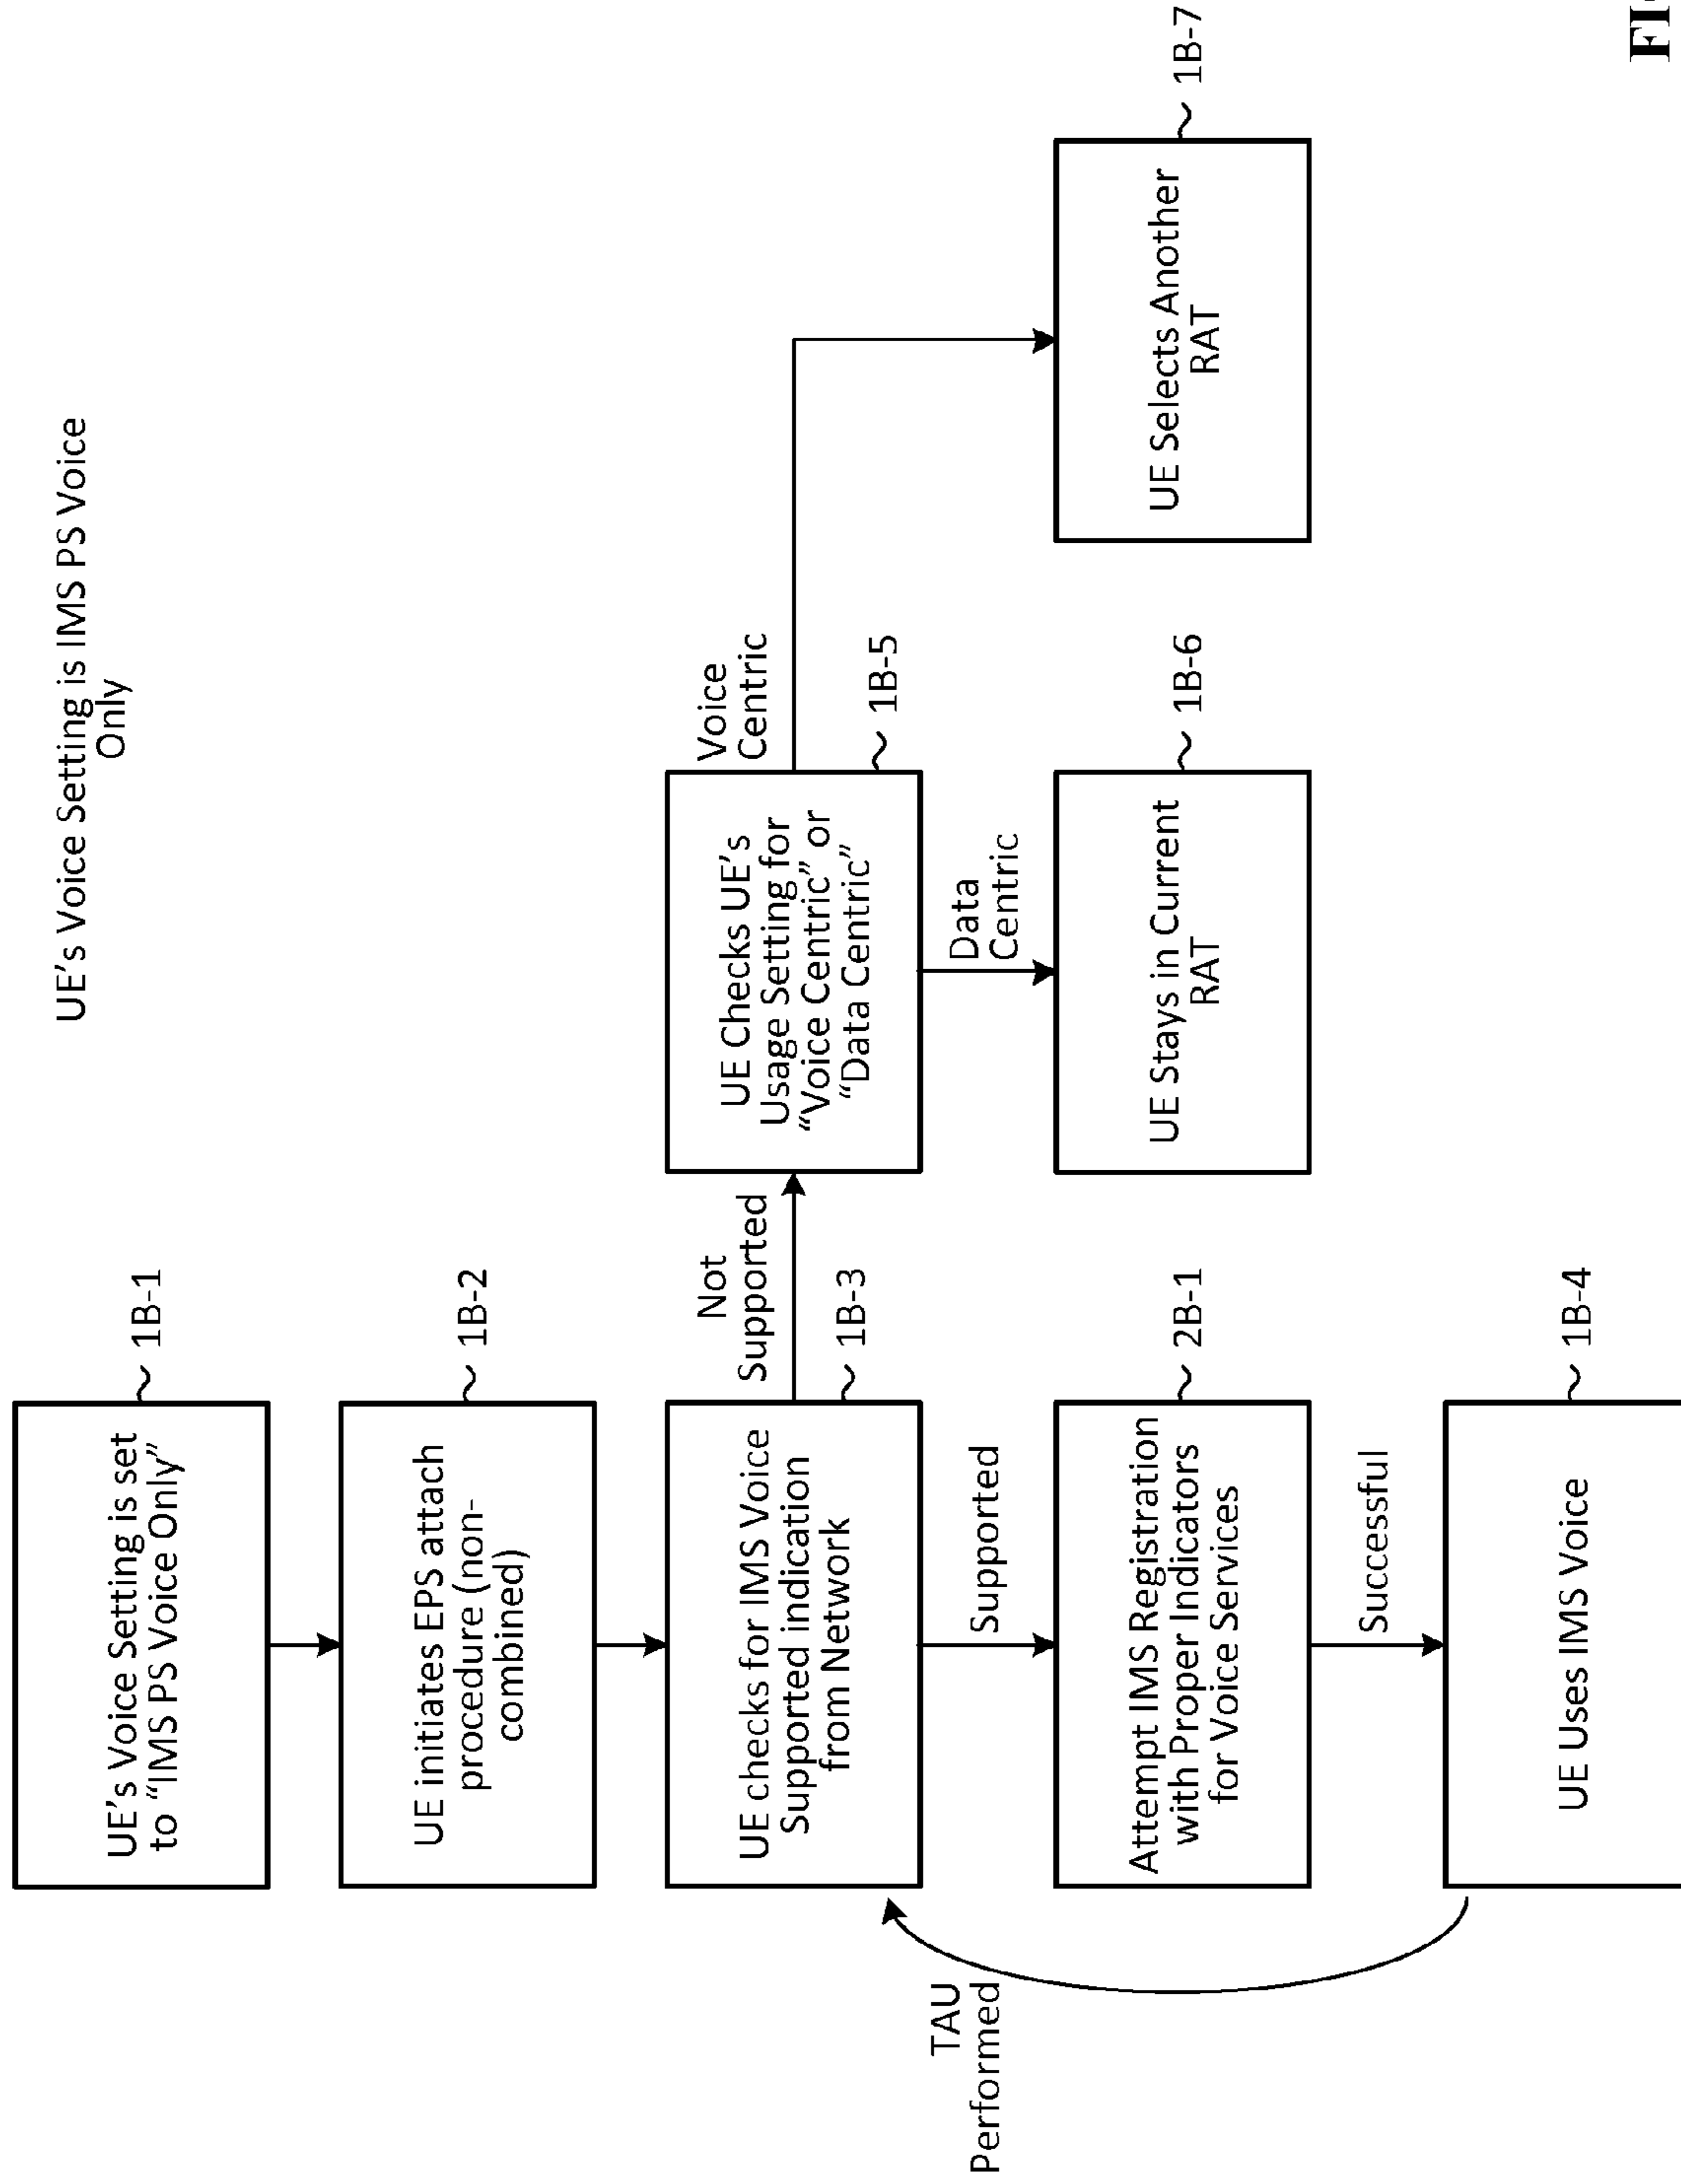 UE's Voice Setting is IMS PS Voice
Only
UE's Voice Setting is set
to "IMS PS Voice Only"
1B-1
UE initiates EPS attach
procedure (non-
combined)
1B-2
UE checks for IMS Voice
Supported indication
from Network
1B-3
Not
Supported
UE Checks UE's
Usage Setting for
"Voice Centric" or
"Data Centric"
1B-5
Voice
Centric
Supported
Data
Centric
TAU
Performed
Attempt IMS Registration
with Proper Indicators
for Voice Services
2B-1
UE Stays in Current
RAT
1B-6
UE Selects Another
RAT
1B-7
Successful
UE Uses IMS Voice
1B-4